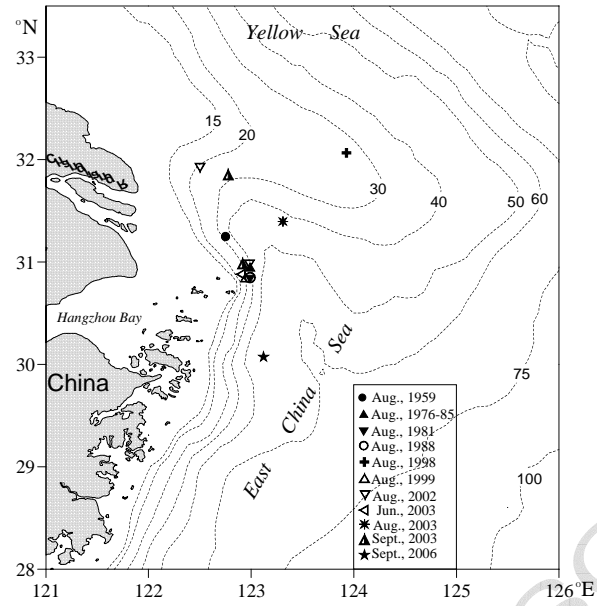 °N
Yellow Sea
33
15
20
32
30
40
50
60
31
Hangzhou Bay
30
China
East China Sea
75
29
100
28
● Aug., 1959
▲ Aug., 1976-85
▼ Aug., 1981
○ Aug., 1988
✚ Aug., 1998
△ Aug., 1999
▽ Aug., 2002
◁ Jun., 2003
✳ Aug., 2003
Sept., 2003
★ Sept., 2006
121 122 123 124 125 126 °E